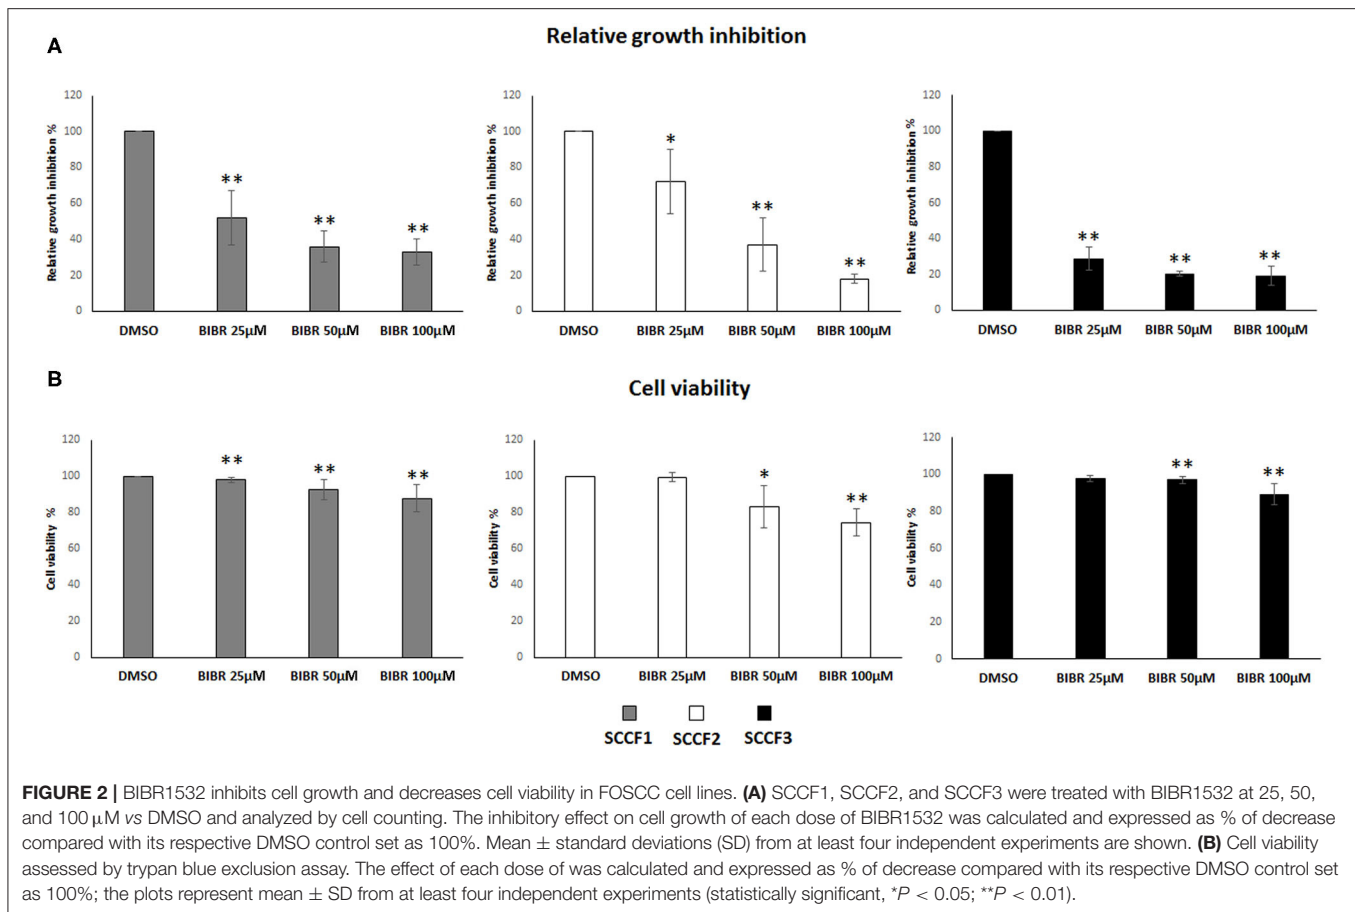 A
Relative growth inhibition
Relative growth inhibition %
120
100
80
60
40
20
0
**
**
**
DMSO BIBR 25µM BIBR 50µM BIBR 100µM
Relative growth inhibition %
120
100
80
60
40
20
0
*
**
**
DMSO BIBR 25µM BIBR 50µM BIBR 100µM
Relative growth inhibition %
120
100
80
60
40
20
0
**
**
**
DMSO BIBR 25µM BIBR 50µM BIBR 100µM
B
Cell viability
Cell viability %
120
100
80
60
40
20
0
**
**
**
DMSO BIBR 25µM BIBR 50µM BIBR 100µM
Cell viability %
120
100
80
60
40
20
0
*
**
DMSO BIBR 25µM BIBR 50µM BIBR 100µM
Cell viability %
120
100
80
60
40
20
0
**
**
DMSO BIBR 25µM BIBR 50µM BIBR 100µM
SCCF1 SCCF2 SCCF3
FIGURE 2 | BIBR1532 inhibits cell growth and decreases cell viability in FOSCC cell lines. (A) SCCF1, SCCF2, and SCCF3 were treated with BIBR1532 at 25, 50,
and 100 µM vs DMSO and analyzed by cell counting. The inhibitory effect on cell growth of each dose of BIBR1532 was calculated and expressed as % of decrease
compared with its respective DMSO control set as 100%. Mean ± standard deviations (SD) from at least four independent experiments are shown. (B) Cell viability
assessed by trypan blue exclusion assay. The effect of each dose of was calculated and expressed as % of decrease compared with its respective DMSO control set
as 100%; the plots represent mean ± SD from at least four independent experiments (statistically significant, *P < 0.05; **P < 0.01).